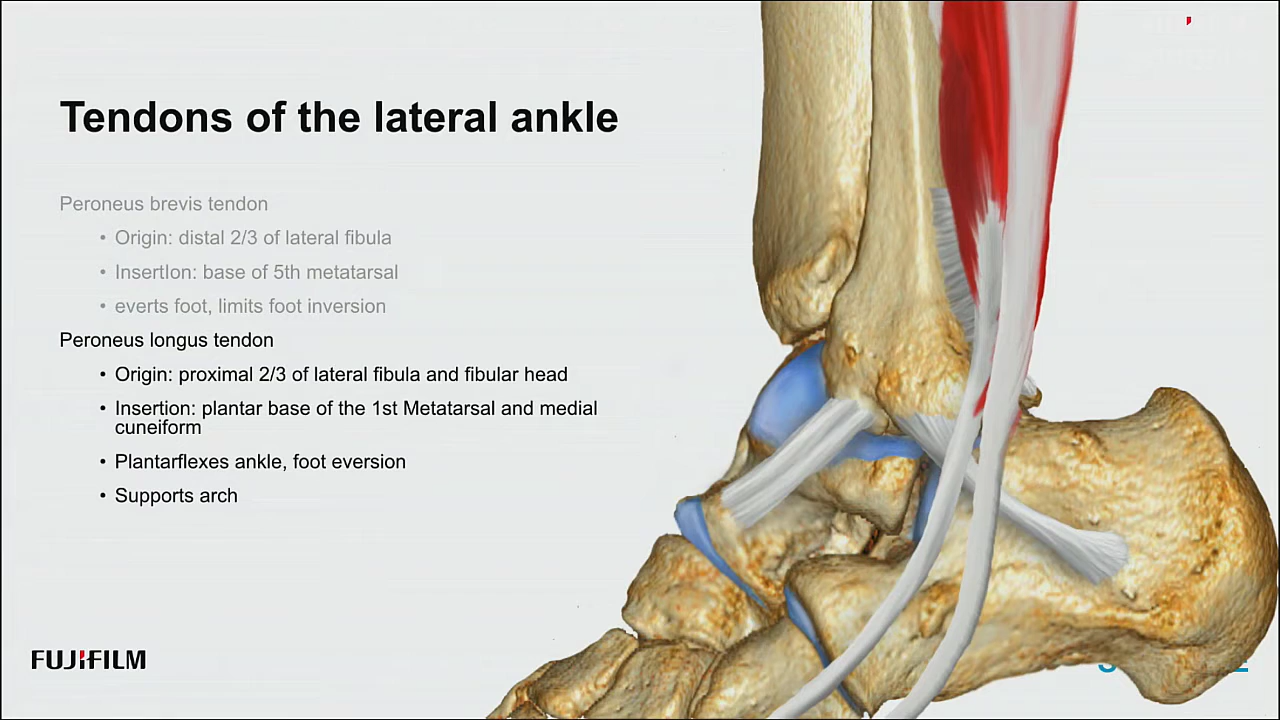 Tendons of the lateral ankle
Peroneus brevis tendon
• Origin: distal 2/3 of lateral fibula
• InsertIon: base of 5th metatarsal
• everts foot, limits foot inversion
Peroneus longus tendon
• Origin: proximal 2/3 of lateral fibula and fibular head
• Insertion: plantar base of the 1st Metatarsal and medial
cuneiform
• Plantarflexes ankle, foot eversion
• Supports arch
FUJIFILM